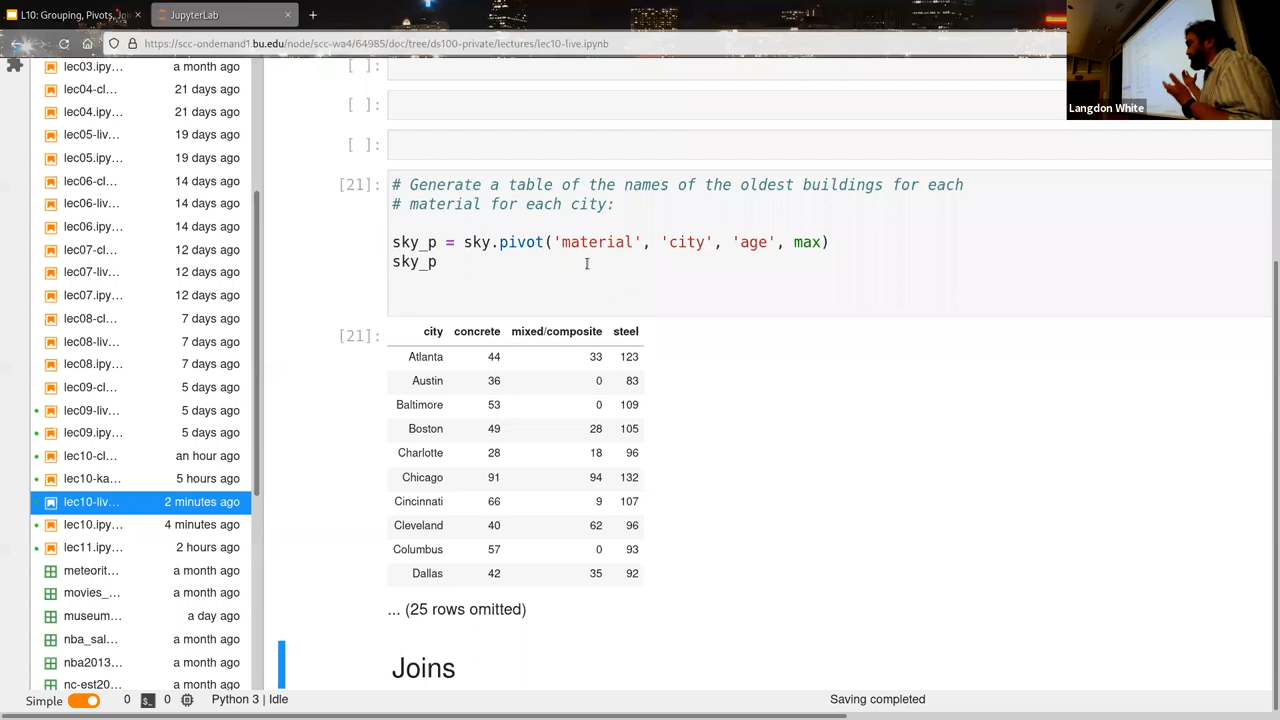 L10: Grouping, Pivots, Joi
JupyterLab
https://scc-ondemand1.bu.edu/node/scc-wa4/64985/doc/tree/ds100-private/lectures/lec10-live.ipynb
Langdon White
lec03.ipy… a month ago
lec04-cl… 21 days ago
lec04.ipy… 21 days ago
lec05-liv… 19 days ago
lec05.ipy… 19 days ago
lec06-cl… 14 days ago
lec06-liv… 14 days ago
lec06.ipy… 14 days ago
lec07-cl… 12 days ago
lec07-liv… 12 days ago
lec07.ipy… 12 days ago
lec08-cl… 7 days ago
lec08-liv… 7 days ago
lec08.ipy… 7 days ago
lec09-cl… 5 days ago
lec09-liv… 5 days ago
lec09.ipy… 5 days ago
lec10-cl… an hour ago
lec10-ka… 5 hours ago
lec10-liv… 2 minutes ago
lec10.ipy… 4 minutes ago
lec11.ipy… 2 hours ago
meteorit… a month ago
movies_… a month ago
museum… a day ago
nba_sal… a month ago
nba2013… a month ago
nc-est20… a month ago
[ ]:
[ ]:
[ ]:
[21]: # Generate a table of the names of the oldest buildings for each
# material for each city:
sky_p = sky.pivot('material', 'city', 'age', max)
sky_p
[21]: city concrete mixed/composite steel
Atlanta 44 33 123
Austin 36 0 83
Baltimore 53 0 109
Boston 49 28 105
Charlotte 28 18 96
Chicago 91 94 132
Cincinnati 66 9 107
Cleveland 40 62 96
Columbus 57 0 93
Dallas 42 35 92
... (25 rows omitted)
Joins
Simple 0 $_ 0 Python 3 | Idle Saving completed